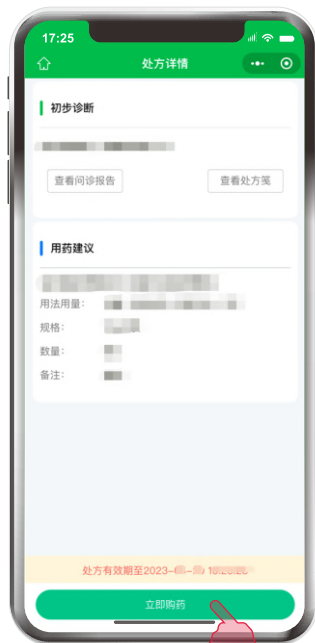 17:25
处方详情
初步诊断
查看问诊报告
查看处方笺
用药建议
用法用量:
规格:
数量:
备注:
处方有效期至2023-
立即购药